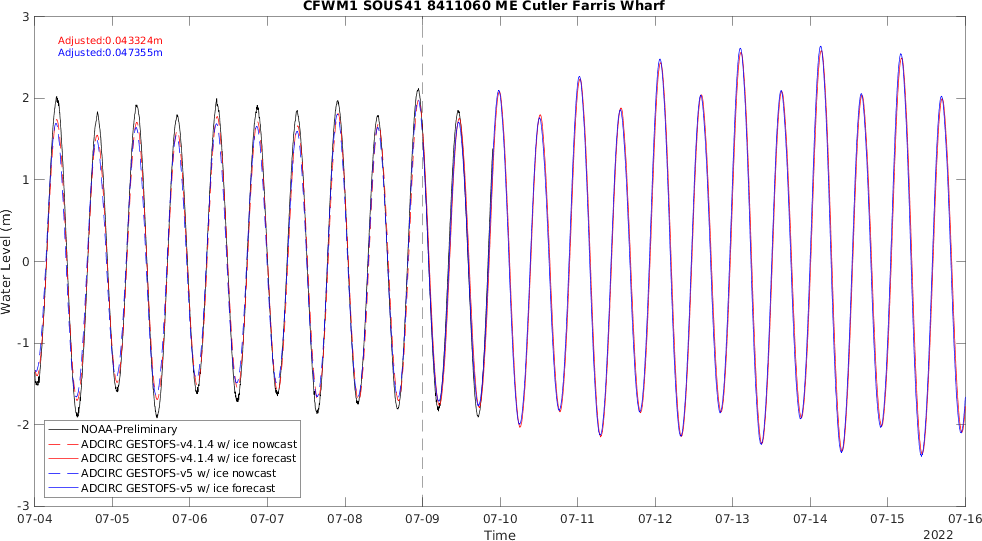 CFWM1 SOUS41 8411060 ME Cutler Farris Wharf
Adjusted:0.043324m
Adjusted:0.047355m
3
2
1
0
-1
-2
-3
Water Level (m)
NOAA-Preliminary
ADCIRC GESTOFS-v4.1.4 w/ ice nowcast
ADCIRC GESTOFS-v4.1.4 w/ ice forecast
ADCIRC GESTOFS-v5 w/ ice nowcast
ADCIRC GESTOFS-v5 w/ ice forecast
07-04 07-05 07-06 07-07 07-08 07-09 07-10 07-11 07-12 07-13 07-14 07-15 07-16
Time
2022